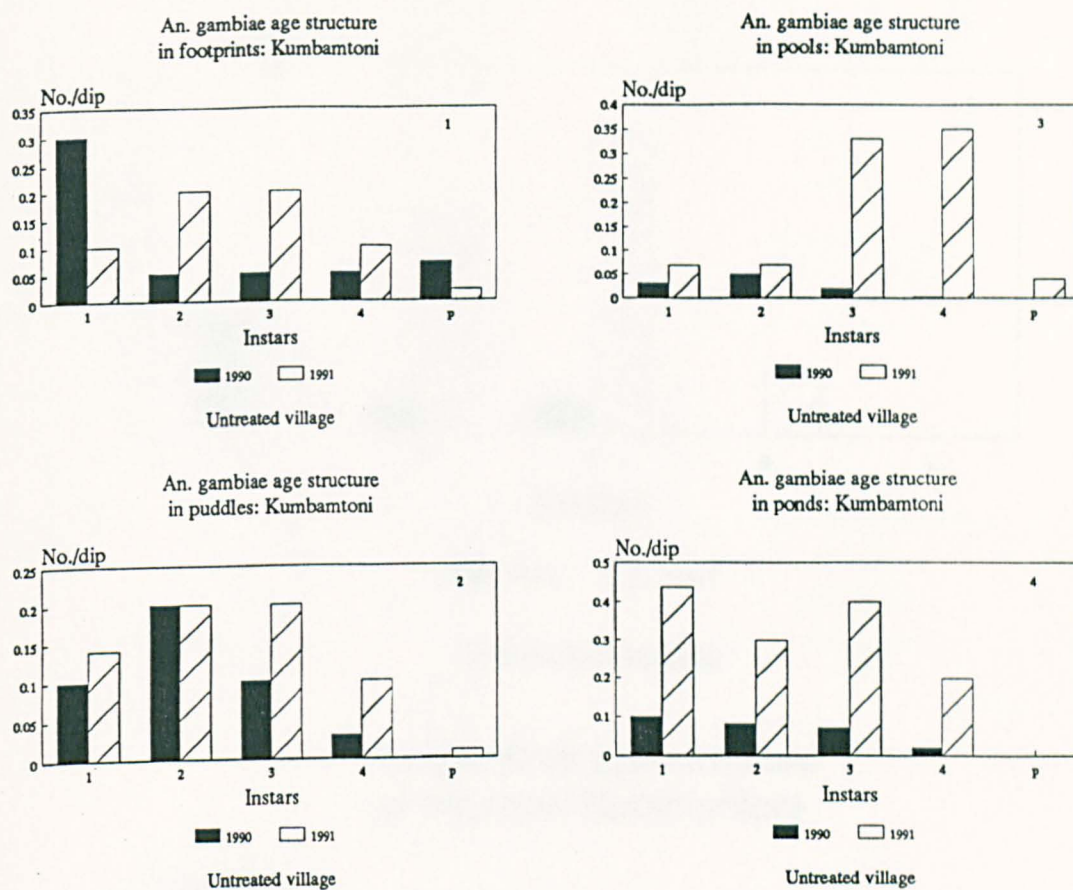 An. gambiae age structure
in footprints: Kumbamtoni
No./dip
1
0.35
0.3
0.25
0.2
0.15
0.1
0.05
0
1 2 3 4 P
Instars
1990 1991
Untreated village
An. gambiae age structure
in pools: Kumbamtoni
No./dip
3
0.4
0.35
0.3
0.25
0.2
0.15
0.1
0.05
0
1 2 3 4 P
Instars
1990 1991
Untreated village
An. gambiae age structure
in puddles: Kumbamtoni
No./dip
2
0.25
0.2
0.15
0.1
0.05
0
1 2 3 4 P
Instars
1990 1991
Untreated village
An. gambiae age structure
in ponds: Kumbamtoni
No./dip
4
0.5
0.4
0.3
0.2
0.1
0
1 2 3 4 P
Instars
1990 1991
Untreated village